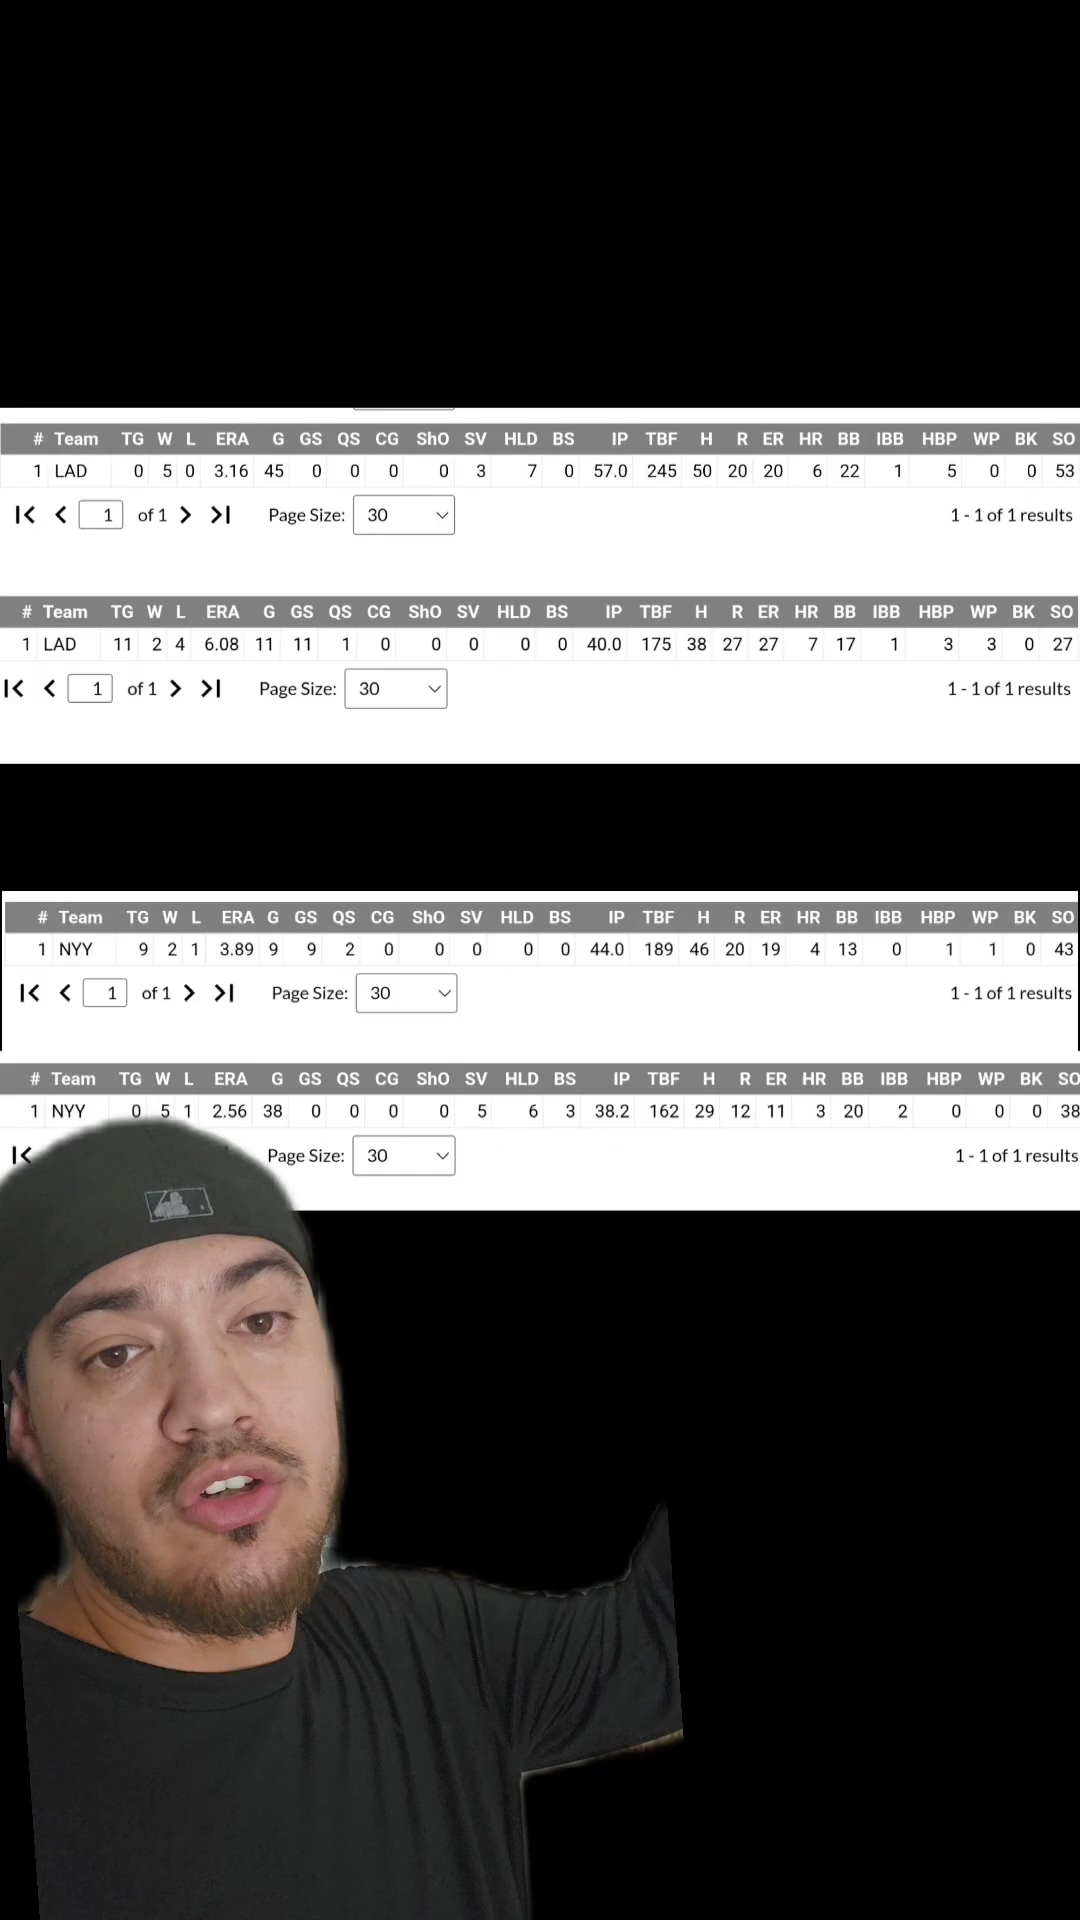 # Team TG W L ERA G GS QS CG ShO SV HLD BS IP TBF H R ER HR BB IBB HBP WP BK SO
1 LAD 0 5 0 3.16 45 0 0 0 0 3 7 0 57.0 245 50 20 20 6 22 1 5 0 0 53
1 of 1 Page Size: 30 1 - 1 of 1 results
# Team TG W L ERA G GS QS CG ShO SV HLD BS IP TBF H R ER HR BB IBB HBP WP BK SO
1 LAD 11 2 4 6.08 11 11 1 0 0 0 0 0 40.0 175 38 27 27 7 17 1 3 3 0 27
1 of 1 Page Size: 30 1 - 1 of 1 results
# Team TG W L ERA G GS QS CG ShO SV HLD BS IP TBF H R ER HR BB IBB HBP WP BK SO
1 NYY 9 2 1 3.89 9 9 2 0 0 0 0 0 44.0 189 46 20 19 4 13 0 1 1 0 43
1 of 1 Page Size: 30 1 - 1 of 1 results
# Team TG W L ERA G GS QS CG ShO SV HLD BS IP TBF H R ER HR BB IBB HBP WP BK SO
1 NYY 0 5 1 2.56 38 0 0 0 0 5 6 3 38.2 162 29 12 11 3 20 2 0 0 0 38
Page Size: 30 1 - 1 of 1 results